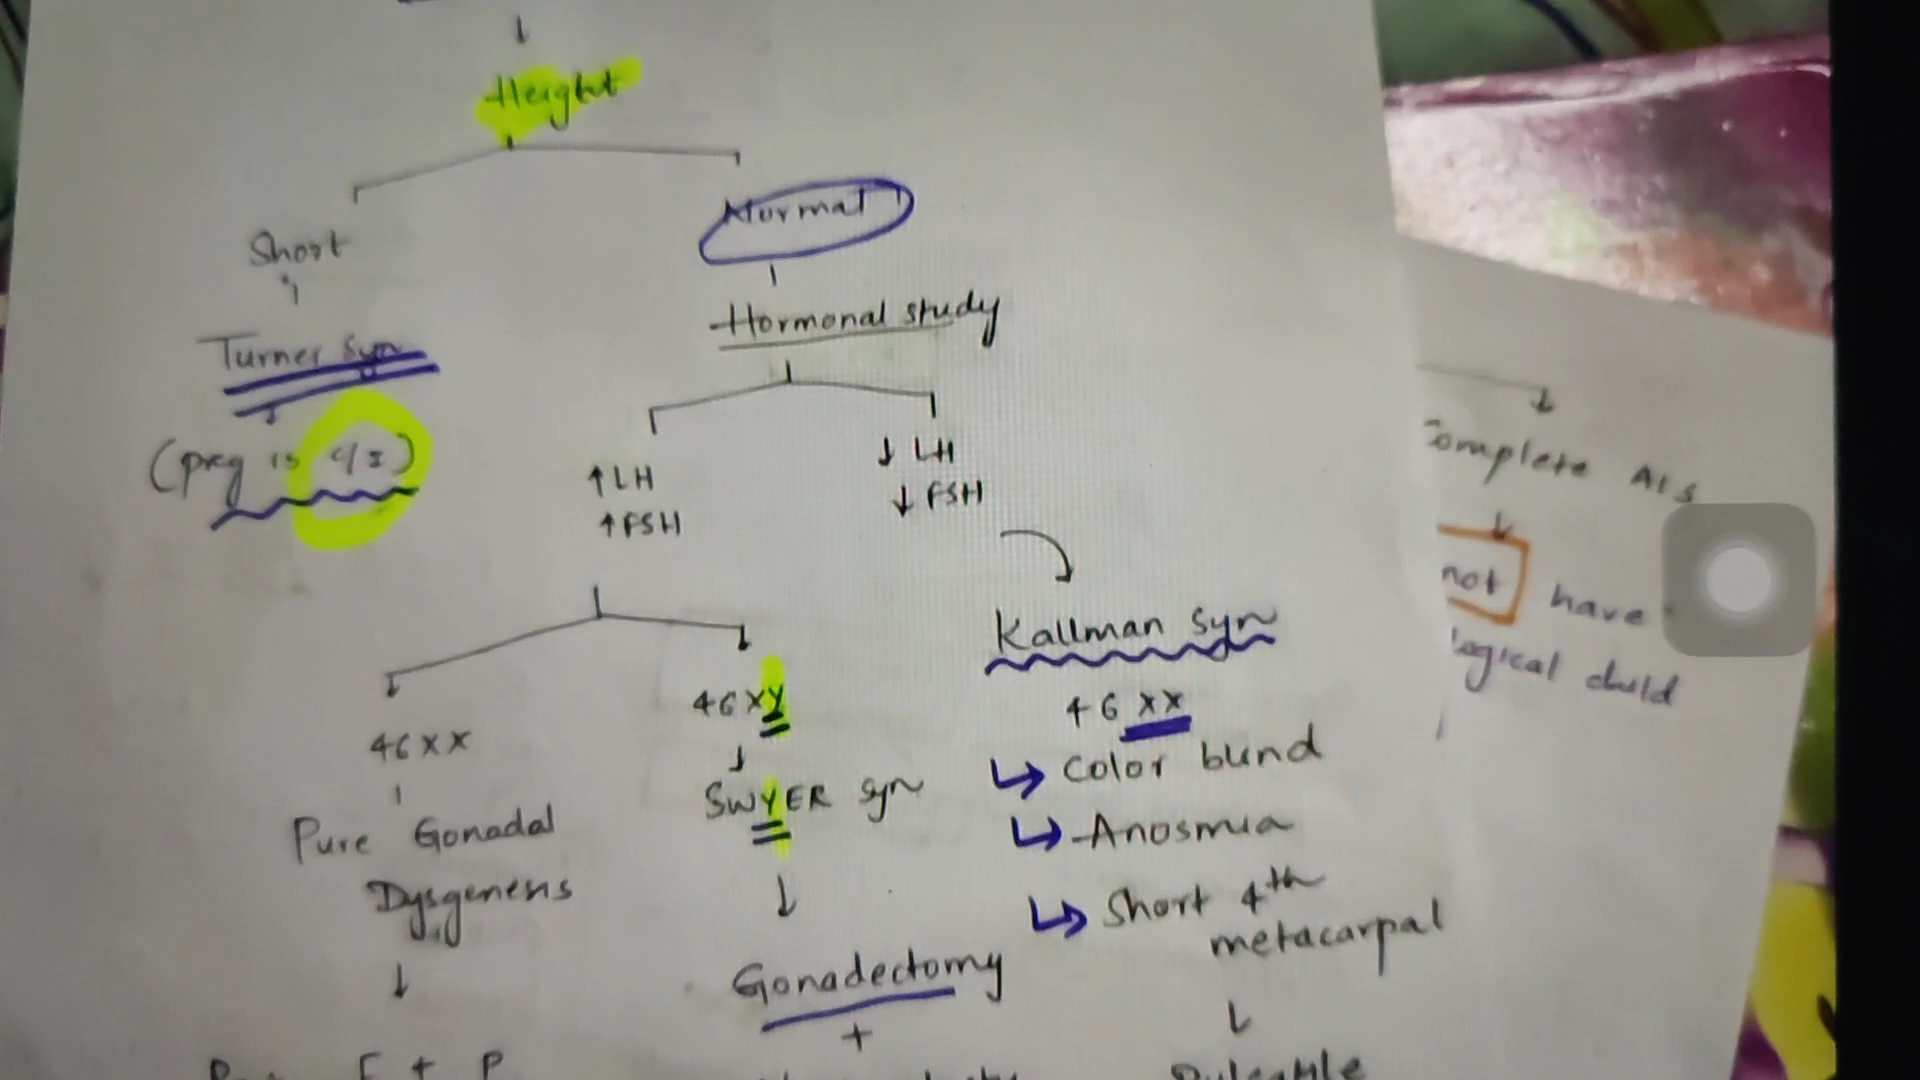 ↓
Height
Short
Normal
Turner Syn
(preg is C/I)
Hormonal study
↑ LH
↑ FSH
↓ LH
↓ FSH
46XX
Pure Gonadal
Dysgenesis
↓
E + P
46XY
↓
SWYER Syn
↓
Gonadectomy
+
Kallman Syn
46 XX
↳ Color blind
↳ Anosmia
↳ Short 4th
metacarpal
↓
Pulsatile
↓
Complete AIS
↓
not have
logical child